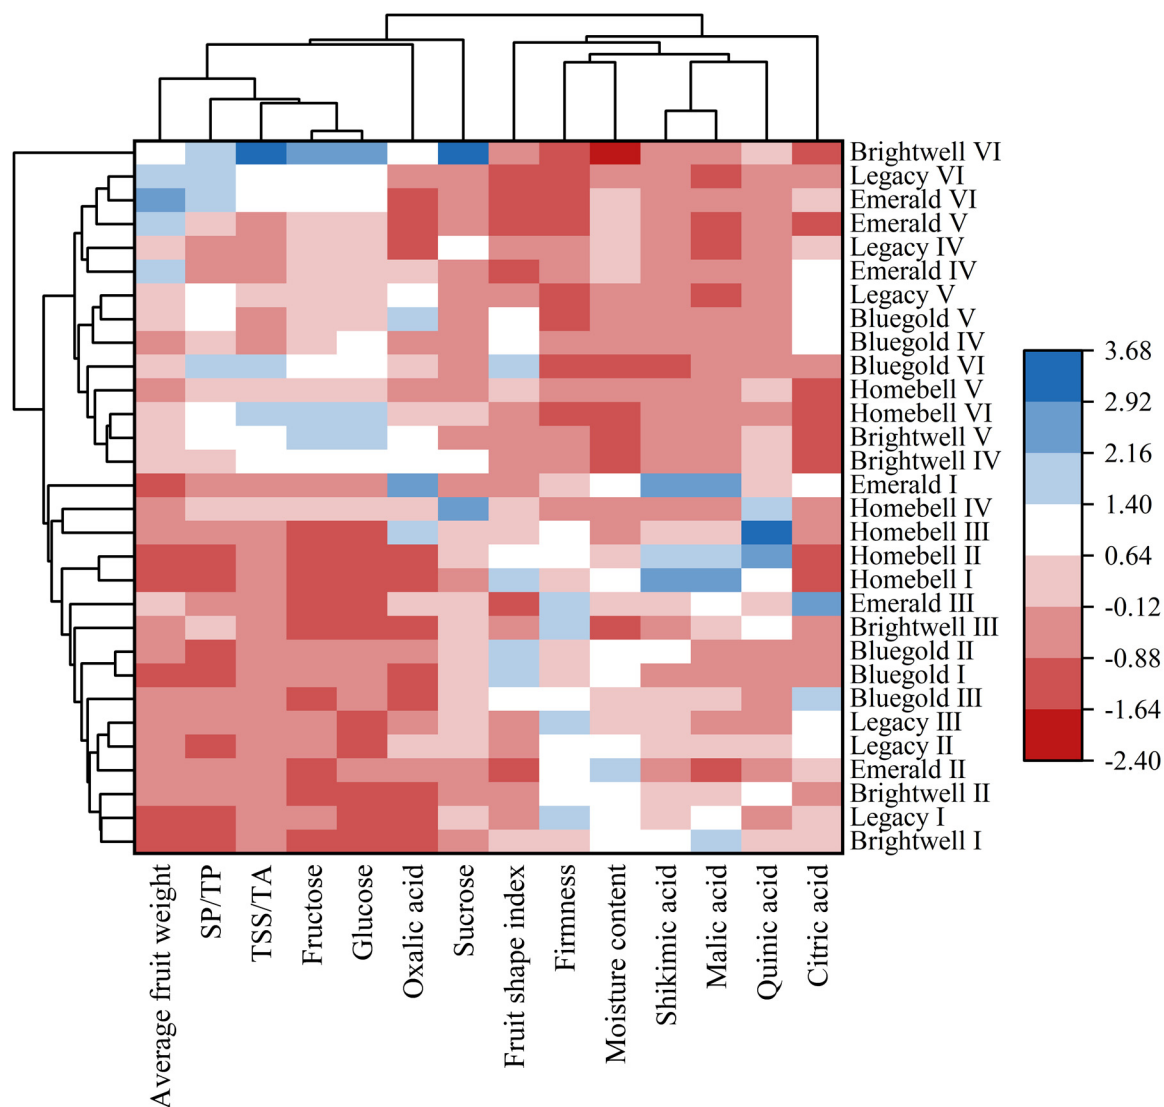 Brightwell VI
Legacy VI
Emerald VI
Emerald V
Legacy IV
Emerald IV
Legacy V
Bluegold V
Bluegold IV
Bluegold VI
Homebell V
Homebell VI
Brightwell V
Brightwell IV
Emerald I
Homebell IV
Homebell III
Homebell II
Homebell I
Emerald III
Brightwell III
Bluegold II
Bluegold I
Bluegold III
Legacy III
Legacy II
Emerald II
Brightwell II
Legacy I
Brightwell I
3.68
2.92
2.16
1.40
0.64
-0.12
-0.88
-1.64
-2.40
Average fruit weight
SP/TP
TSS/TA
Fructose
Glucose
Oxalic acid
Sucrose
Fruit shape index
Firmness
Moisture content
Shikimic acid
Malic acid
Quinic acid
Citric acid